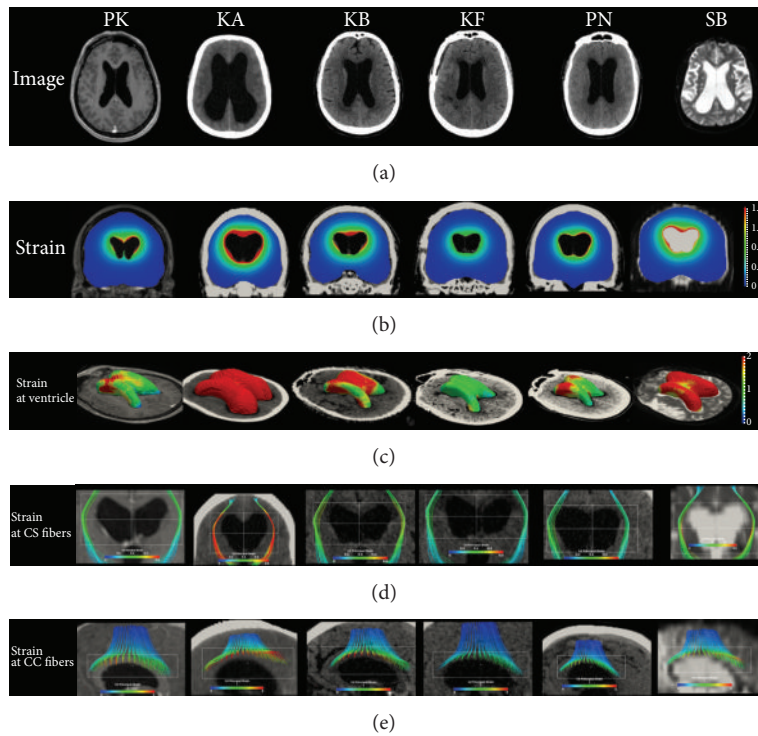 PK KA KB KF PN SB
Image
(a)
Strain
0
(b)
Strain
at ventricle
2
1
0
(c)
Strain
at CS fibers
(d)
Strain
at CC fibers
(e)